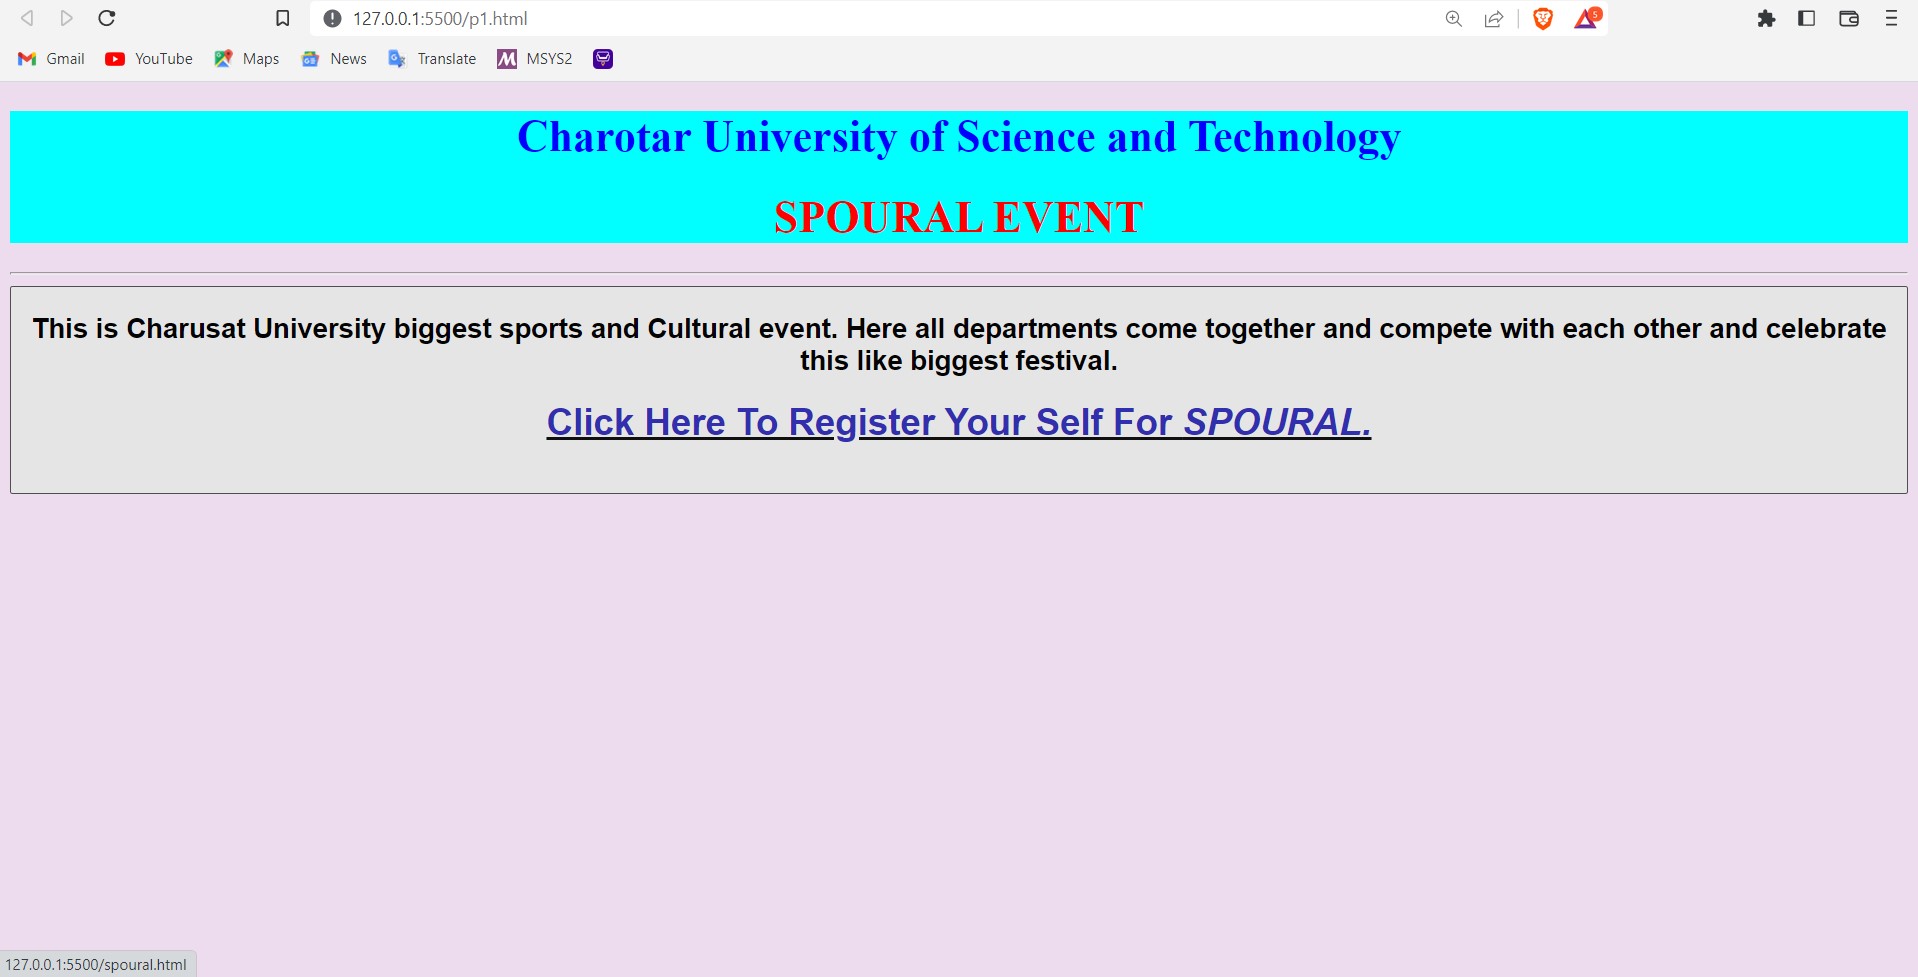 127.0.0.1:5500/p1.html
5
Gmail YouTube Maps News Translate MSYS2
Charotar University of Science and Technology
SPOURAL EVENT
This is Charusat University biggest sports and Cultural event. Here all departments come together and compete with each other and celebrate
this like biggest festival.
Click Here To Register Your Self For SPOURAL.
127.0.0.1:5500/spoural.html